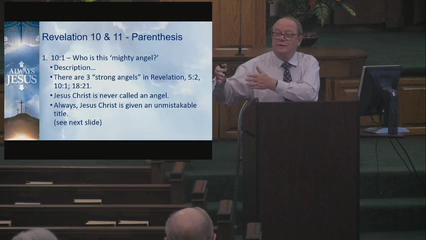 Revelation 10 & 11 - Parenthesis
1. 10:1 – Who is this ‘mighty angel?’
• Description…
• There are 3 “strong angels” in Revelation, 5:2,
10:1; 18:21.
• Jesus Christ is never called an angel.
• Always, Jesus Christ is given an unmistakable
title.
(see next slide)
ALWAYS
JESUS